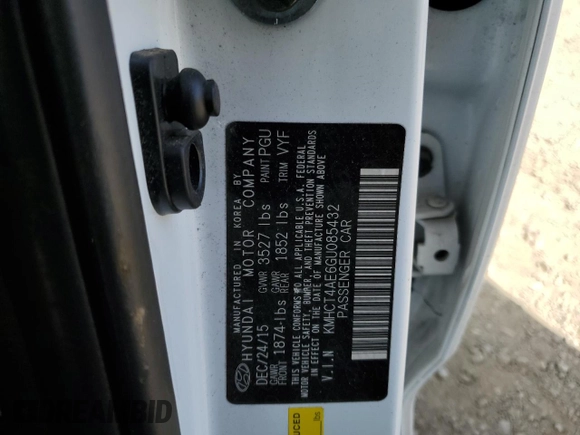 MANUFACTURED IN KOREA BY
HYUNDAI MOTOR COMPANY
DEC/24/15 GVWR 3527 lbs PAINT PGU
GAWR FRONT 1874 lbs GAWR REAR 1852 lbs TRIM VYF
THIS VEHICLE CONFORMS TO ALL APPLICABLE U.S.A. FEDERAL
MOTOR VEHICLE SAFETY, BUMPER, AND THEFT PREVENTION STANDARDS
IN EFFECT ON THE DATE OF MANUFACTURE SHOWN ABOVE
V.I.N KMHCT4AE6GU085432
PASSENGER CAR
UCED
lbs